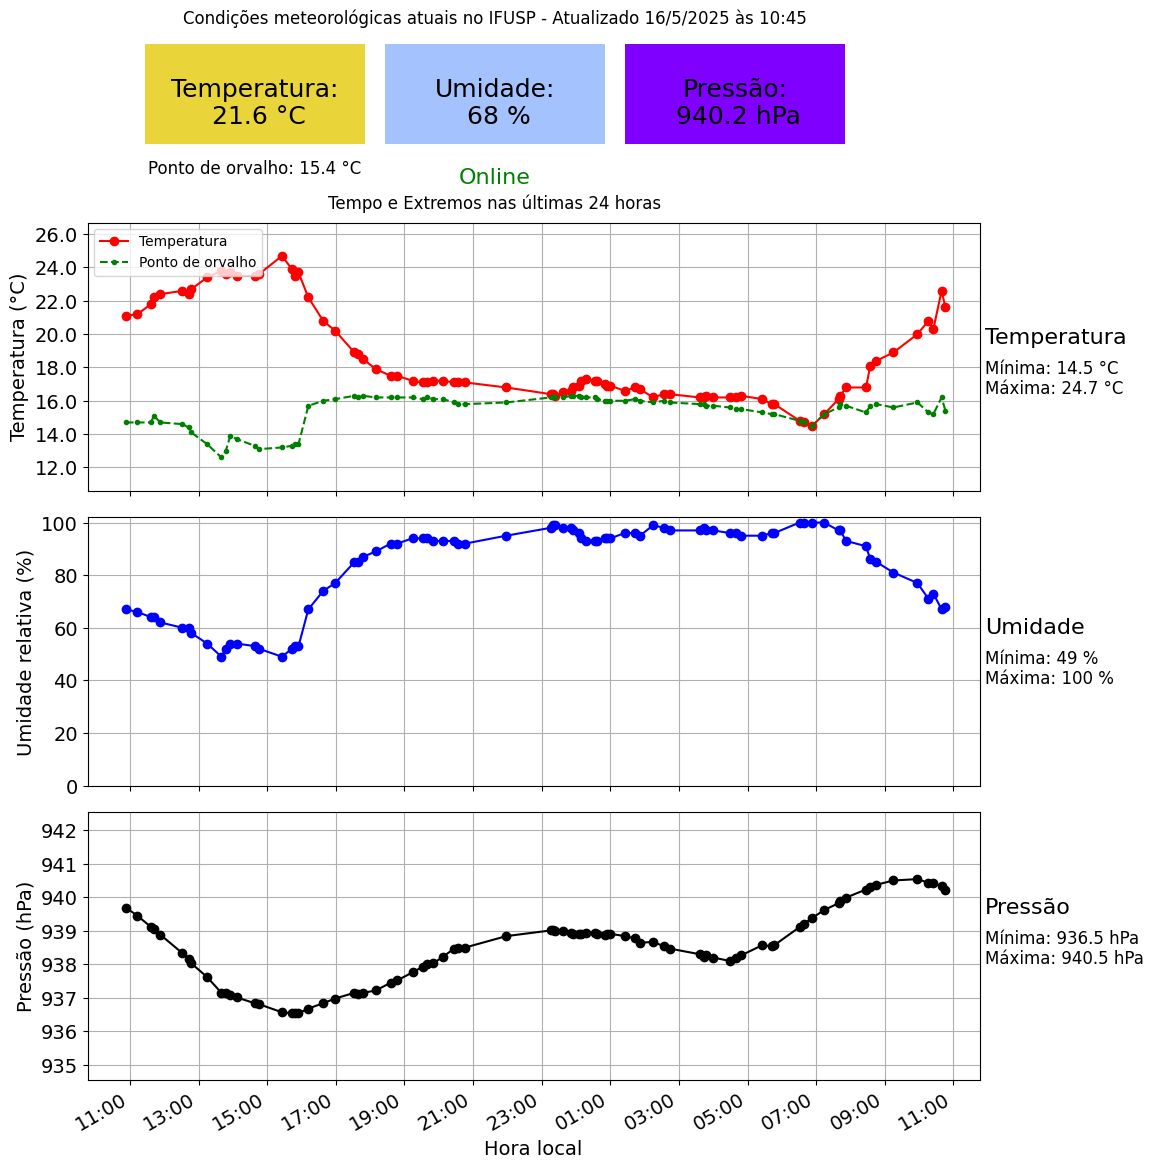 Condições meteorológicas atuais no IFUSP - Atualizado 16/5/2025 às 10:45
Temperatura:
21.6 °C
Umidade:
68 %
Pressão:
940.2 hPa
Ponto de orvalho: 15.4 °C
Online
Tempo e Extremos nas últimas 24 horas
Temperatura (°C)
26.0
24.0
22.0
20.0
18.0
16.0
14.0
12.0
Temperatura
Ponto de orvalho
Temperatura
Mínima: 14.5 °C
Máxima: 24.7 °C
Umidade relativa (%)
100
80
60
40
20
0
Umidade
Mínima: 49 %
Máxima: 100 %
Pressão (hPa)
942
941
940
939
938
937
936
935
Pressão
Mínima: 936.5 hPa
Máxima: 940.5 hPa
11:00
13:00
15:00
17:00
19:00
21:00
23:00
01:00
03:00
05:00
07:00
09:00
11:00
Hora local